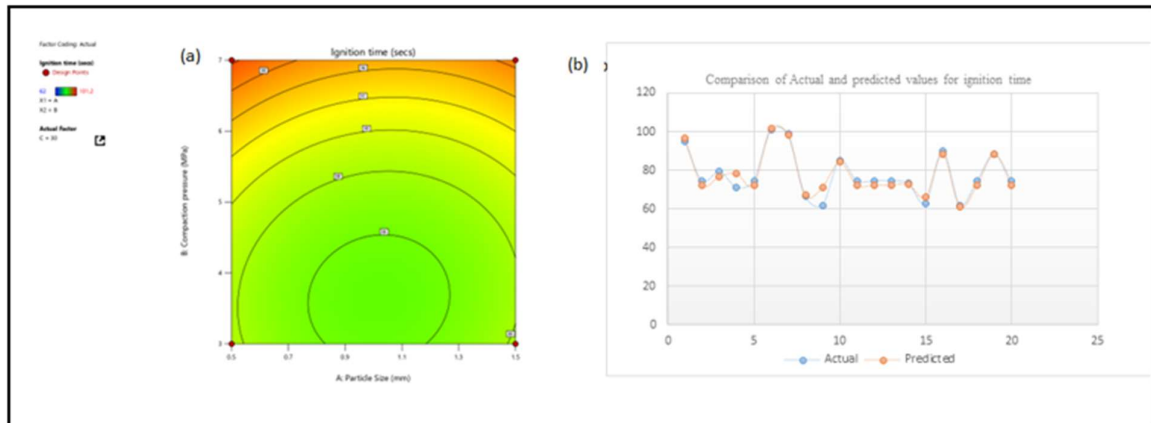 Factor Coding: Actual
Ignition time (secs)
Design Points
62 101.2
X1 = A
X2 = B
Actual Factor
C = 30
(a)
Ignition time (secs)
B: Compaction pressure (MPa)
7
6
5
4
3
0.5 0.7 0.9 1.1 1.3 1.5
A: Particle Size (mm)
(b)
Comparison of Actual and predicted values for ignition time
120
100
80
60
40
20
0
0 5 10 15 20 25
Actual Predicted